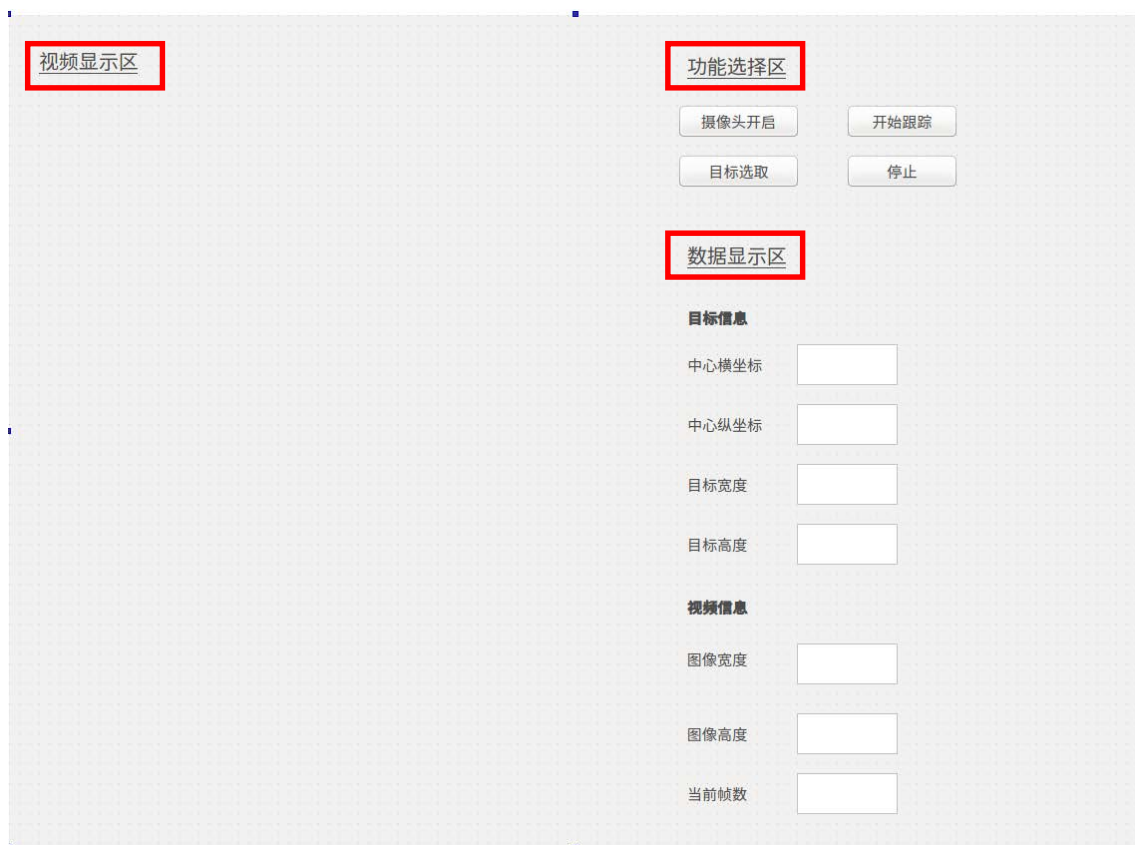 视频显示区
功能选择区
摄像头开启
开始跟踪
目标选取
停止
数据显示区
目标信息
中心横坐标
中心纵坐标
目标宽度
目标高度
视频信息
图像宽度
图像高度
当前帧数